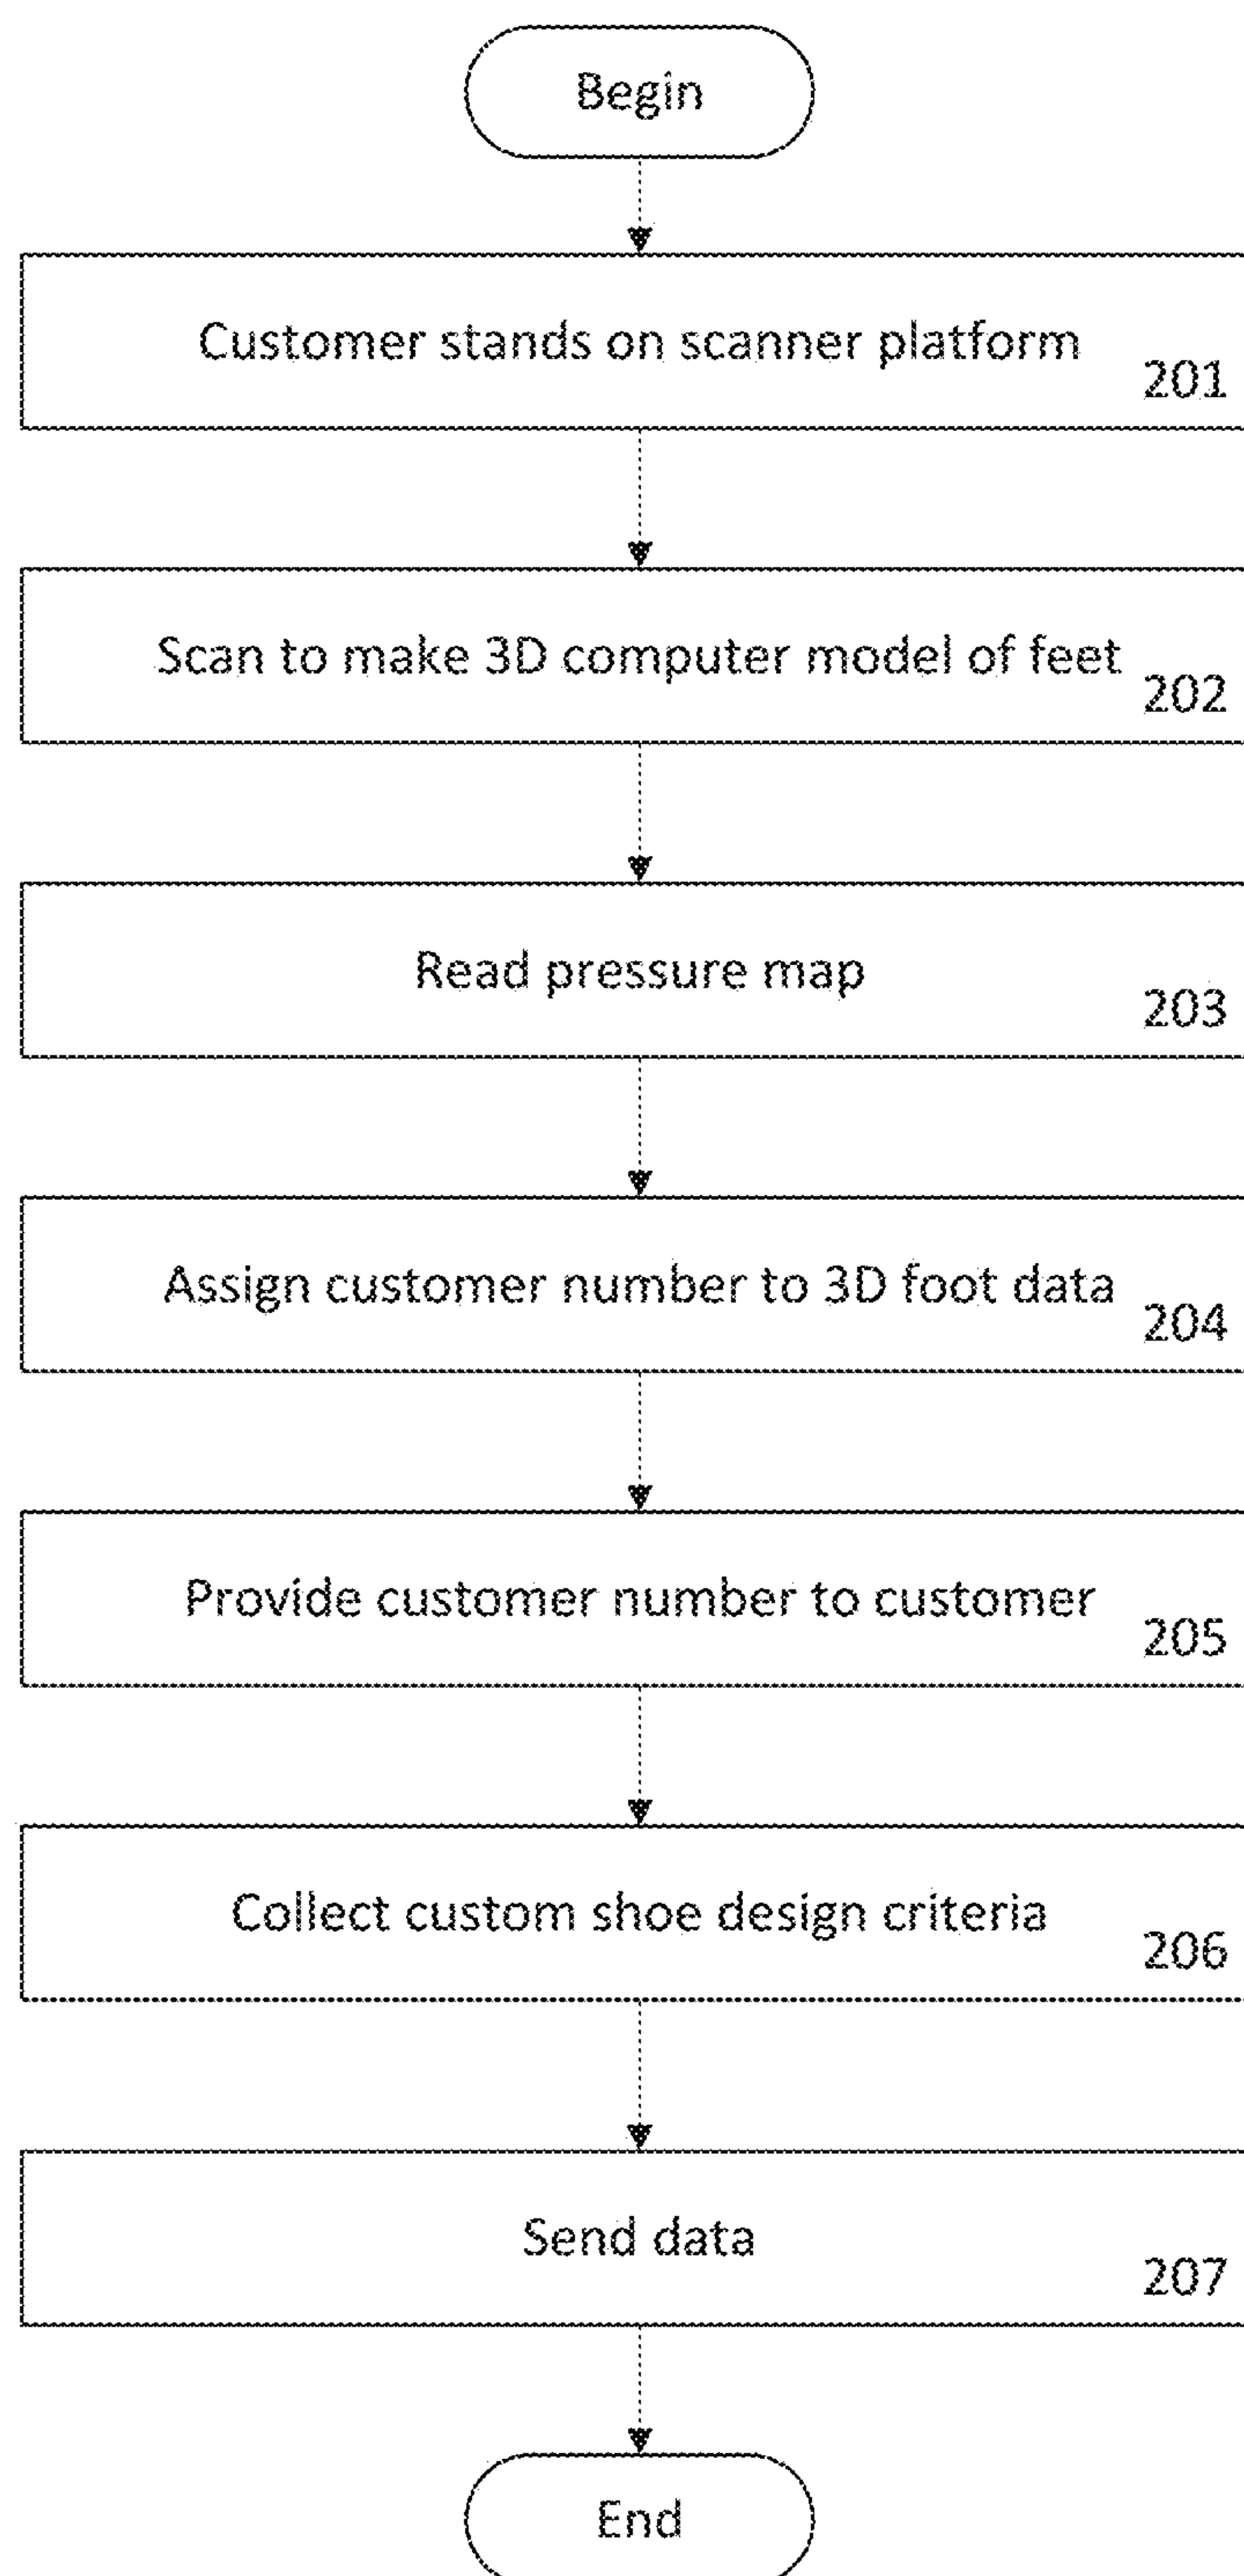 Begin
Customer stands on scanner platform
201
Scan to make 3D computer model of feet
202
Read pressure map
203
Assign customer number to 3D foot data
204
Provide customer number to customer
205
Collect custom shoe design criteria
206
Send data
207
End